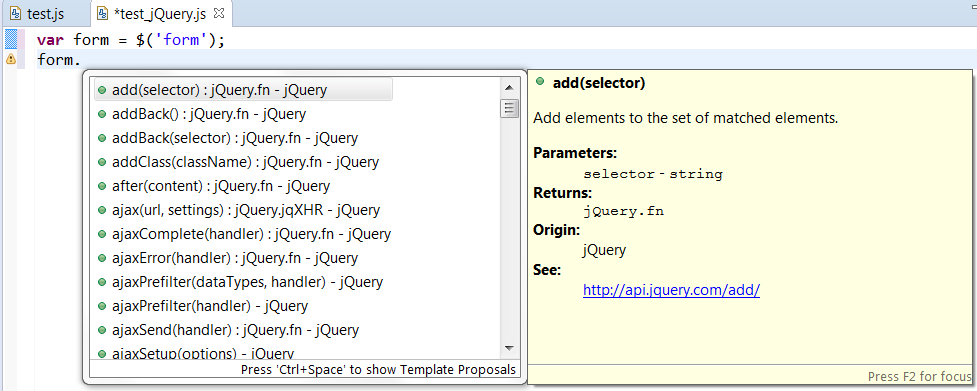 test.js
*test_jQuery.js
var form = $('form');
form.
add(selector) : jQuery.fn - jQuery
addBack() : jQuery.fn - jQuery
addBack(selector) : jQuery.fn - jQuery
addClass(className) : jQuery.fn - jQuery
after(content) : jQuery.fn - jQuery
ajax(url, settings) : jQuery.jqXHR - jQuery
ajaxComplete(handler) : jQuery.fn - jQuery
ajaxError(handler) : jQuery.fn - jQuery
ajaxPrefilter(dataTypes, handler) - jQuery
ajaxPrefilter(handler) - jQuery
ajaxSend(handler) : jQuery.fn - jQuery
ajaxSetup(options) - jQuery
Press 'Ctrl+Space' to show Template Proposals
add(selector)
Add elements to the set of matched elements.
Parameters:
selector - string
Returns:
jQuery.fn
Origin:
jQuery
See:
http://api.jquery.com/add/
Press F2 for focus